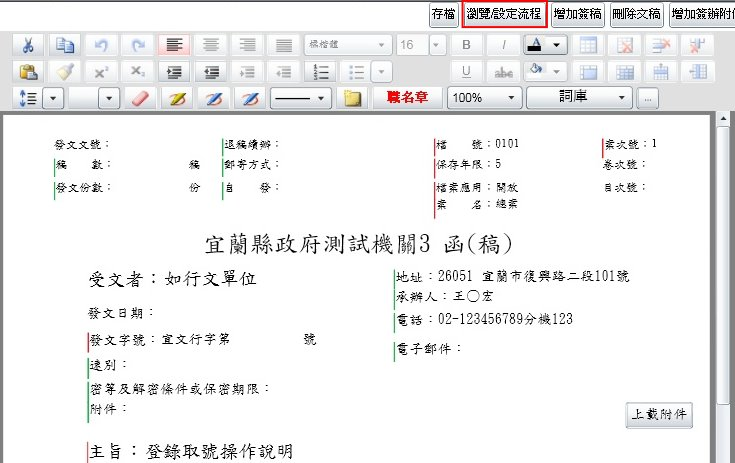 存檔 瀏覽/設定流程 增加簽稿 刪除文稿 增加簽辦附件
標楷體 16 B I A
x² x₂ U abc
職名章 100% 詞庫 ...
發文文號： 退稿續辦： 檔　　號：0101 案次號：1
稿　　數：　　　　稿 郵寄方式： 保存年限：5 卷次號：
發文份數：　　　　份 自　　發： 檔案應用：開放 目次號：
案　　名：總案
宜蘭縣政府測試機關3 函(稿)
受文者：如行文單位 地址：26051 宜蘭市復興路二段101號
承辦人：王○宏
發文日期： 電話：02-123456789分機123
發文字號：宜文行字第　　　　　號 電子郵件：
速別：
密等及解密條件或保密期限：
附件：
上載附件
主旨：登錄取號操作說明